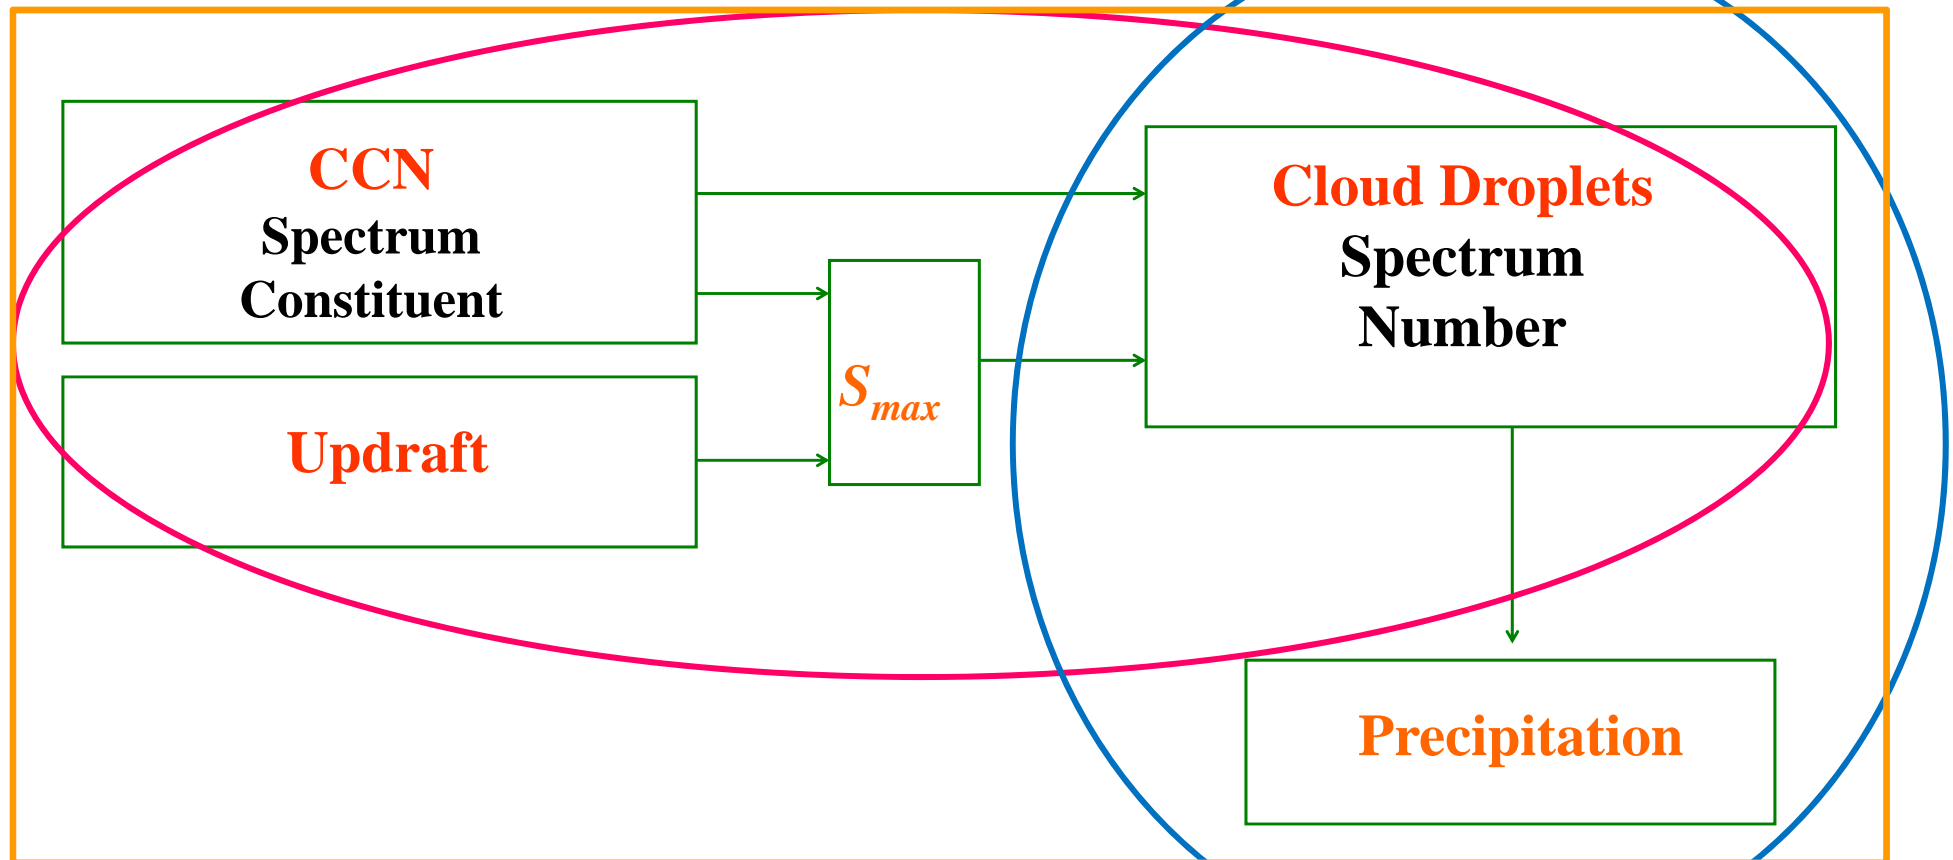 CCN
Spectrum
Constituent
Updraft
Smax
Cloud Droplets
Spectrum
Number
Precipitation